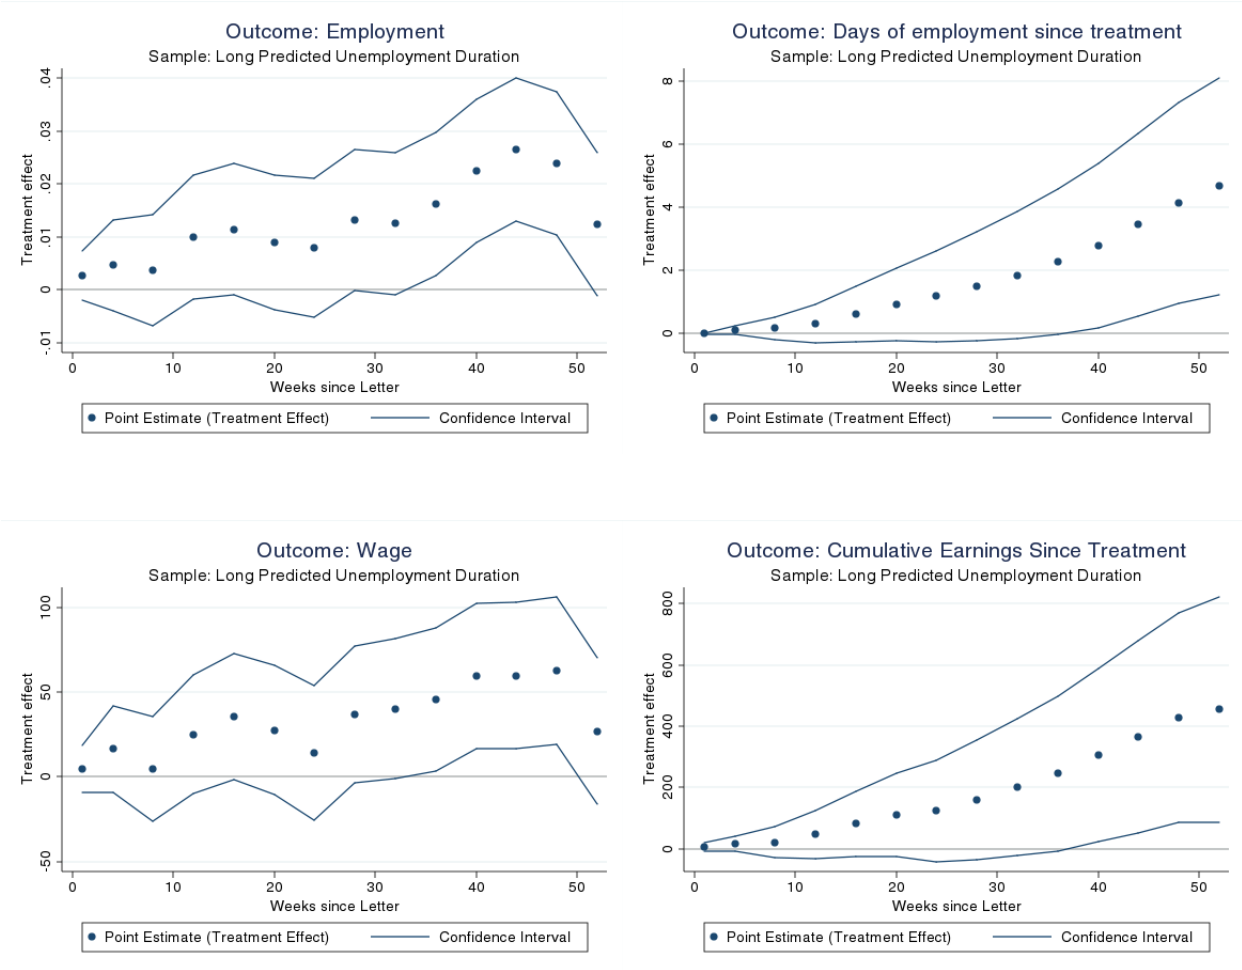 Outcome: Employment
Sample: Long Predicted Unemployment Duration
Treatment effect
.04
.03
.02
.01
0
-.01
0 10 20 30 40 50
Weeks since Letter
Point Estimate (Treatment Effect) Confidence Interval
Outcome: Days of employment since treatment
Sample: Long Predicted Unemployment Duration
Treatment effect
8
6
4
2
0
0 10 20 30 40 50
Weeks since Letter
Point Estimate (Treatment Effect) Confidence Interval
Outcome: Wage
Sample: Long Predicted Unemployment Duration
Treatment effect
100
50
0
-50
0 10 20 30 40 50
Weeks since Letter
Point Estimate (Treatment Effect) Confidence Interval
Outcome: Cumulative Earnings Since Treatment
Sample: Long Predicted Unemployment Duration
Treatment effect
800
600
400
200
0
0 10 20 30 40 50
Weeks since Letter
Point Estimate (Treatment Effect) Confidence Interval